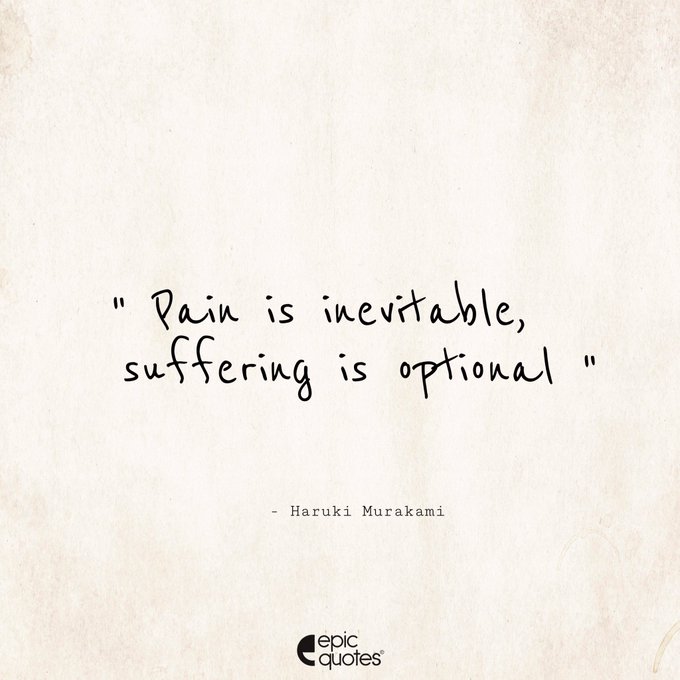 " Pain is inevitable,
suffering is optional "
- Haruki Murakami
epic
quotes®